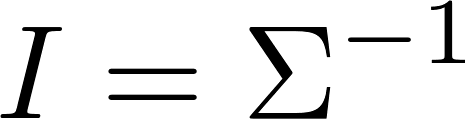 I = Σ⁻¹